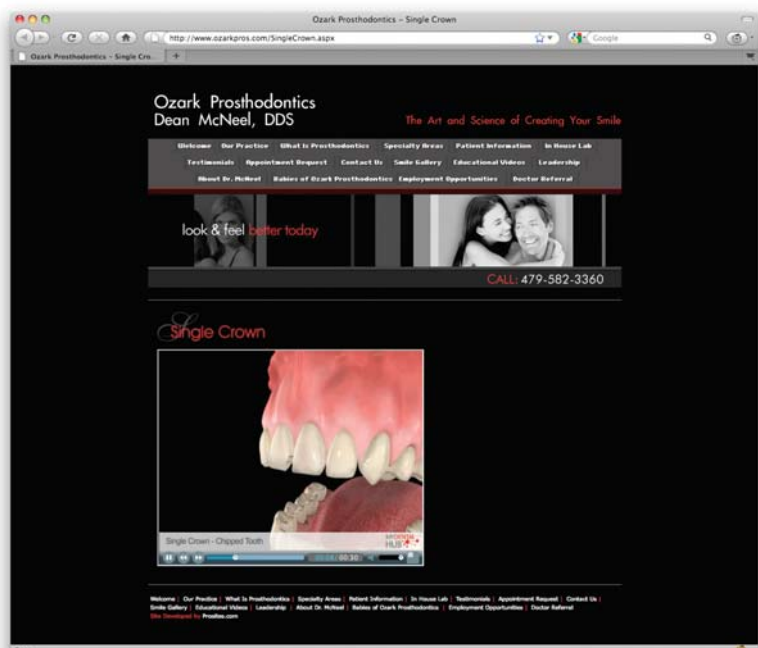 Ozark Prosthodontics – Single Crown
http://www.ozarkpros.com/SingleCrown.aspx
Google
Ozark Prosthodontics – Single Cro...
Ozark Prosthodontics
Dean McNeel, DDS
The Art and Science of Creating Your Smile
Welcome Our Practice What Is Prosthodontics Specialty Areas Patient Information In House Lab
Testimonials Appointment Request Contact Us Smile Gallery Educational Videos Leadership
About Dr. McNeel Babies of Ozark Prosthodontics Employment Opportunities Doctor Referral
look & feel better today
CALL: 479-582-3360
Single Crown
Single Crown - Chipped Tooth
HUB
00:30
Welcome | Our Practice | What Is Prosthodontics | Specialty Areas | Patient Information | In House Lab | Testimonials | Appointment Request | Contact Us |
Smile Gallery | Educational Videos | Leadership | About Dr. McNeel | Babies of Ozark Prosthodontics | Employment Opportunities | Doctor Referral
Site Developed by Prosites.com